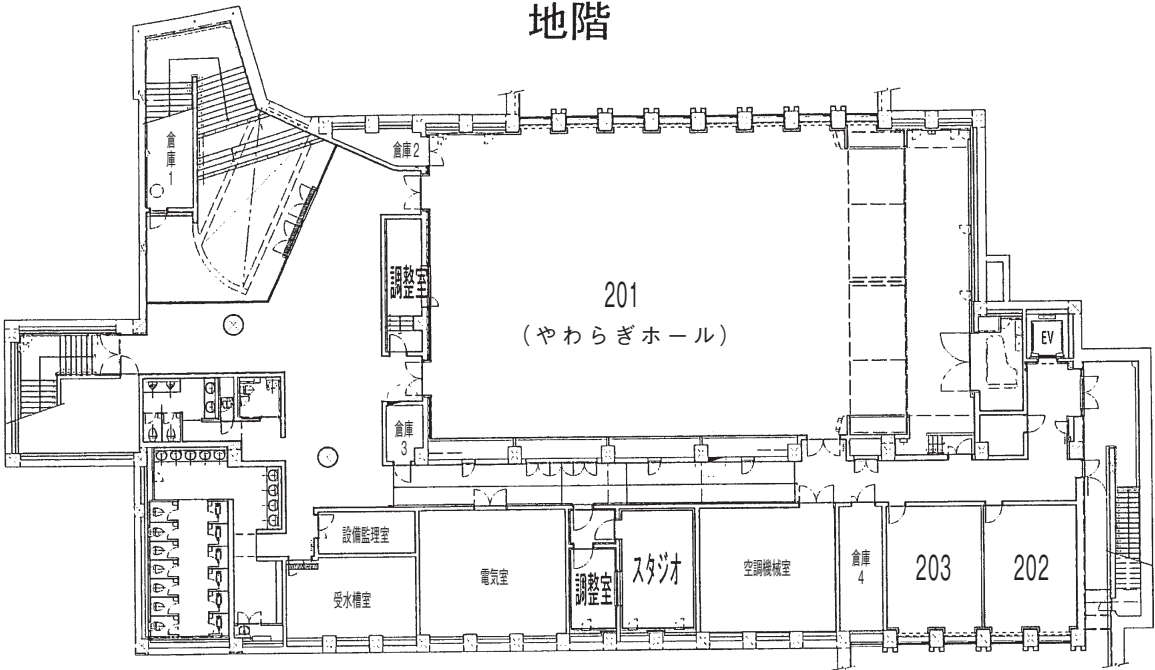 地階
倉庫1
倉庫2
調整室
201
(やわらぎホール)
EV
倉庫3
設備監理室
電気室
受水槽室
調整室
スタジオ
空調機械室
倉庫4
203
202